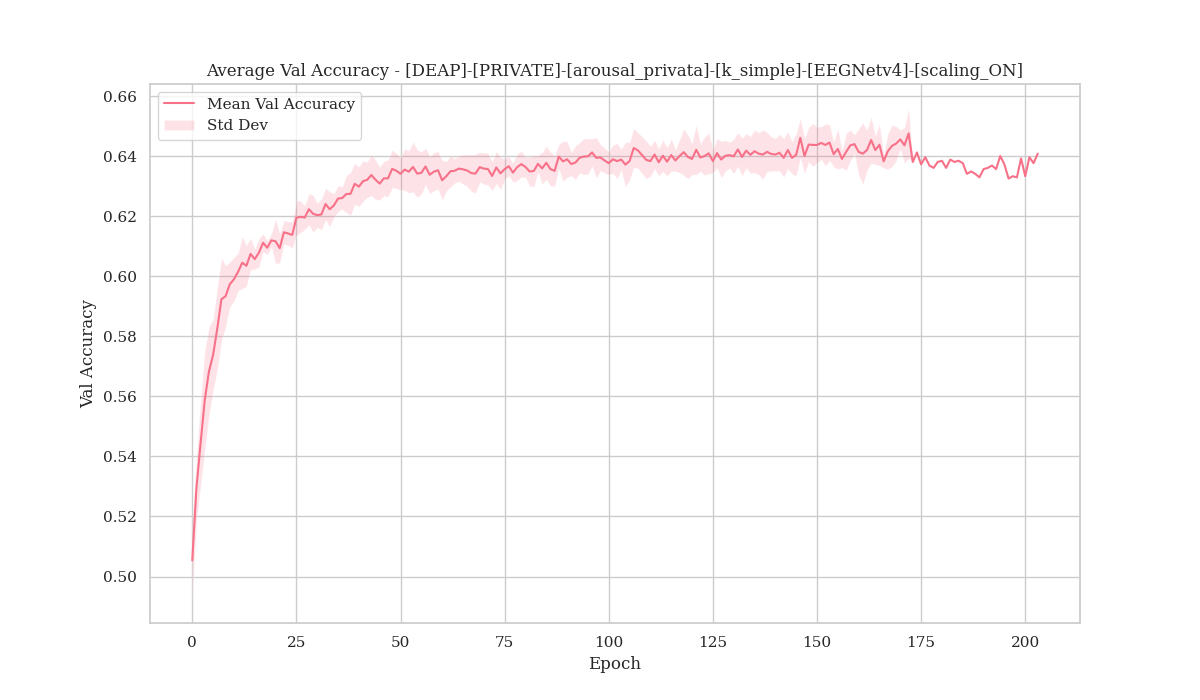 Average Val Accuracy - [DEAP]-[PRIVATE]-[arousal_privata]-[k_simple]-[EEGNetv4]-[scaling_ON]
Mean Val Accuracy
Std Dev
0.66
0.64
0.62
0.60
0.58
0.56
0.54
0.52
0.50
Val Accuracy
0 25 50 75 100 125 150 175 200
Epoch